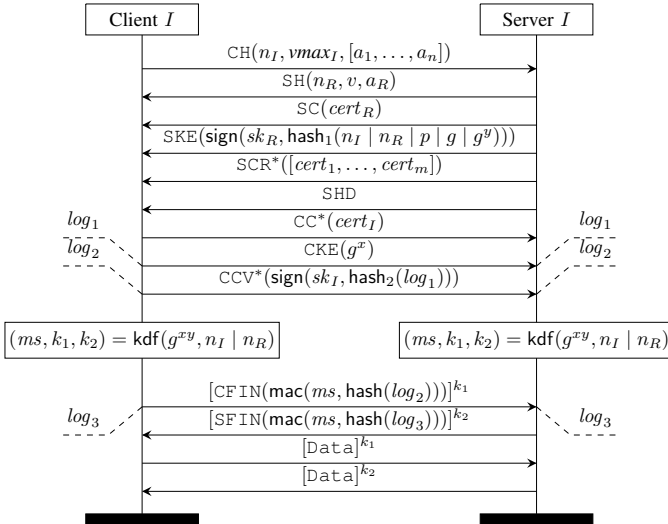 Client I Server I
CH(n_I, vmax_I, [a_1, . . . , a_n])
SH(n_R, v, a_R)
SC(cert_R)
SKE(sign(sk_R, hash_1(n_I | n_R | p | g | g^y)))
SCR*([cert_1, . . . , cert_m])
SHD
CC*(cert_I)
log_1 log_1
CKE(g^x)
log_2 log_2
CCV*(sign(sk_I, hash_2(log_1)))
(ms, k_1, k_2) = kdf(g^{xy}, n_I | n_R) (ms, k_1, k_2) = kdf(g^{xy}, n_I | n_R)
[CFIN(mac(ms, hash(log_2)))]^{k_1}
log_3 log_3
[SFIN(mac(ms, hash(log_3)))]^{k_2}
[Data]^{k_1}
[Data]^{k_2}